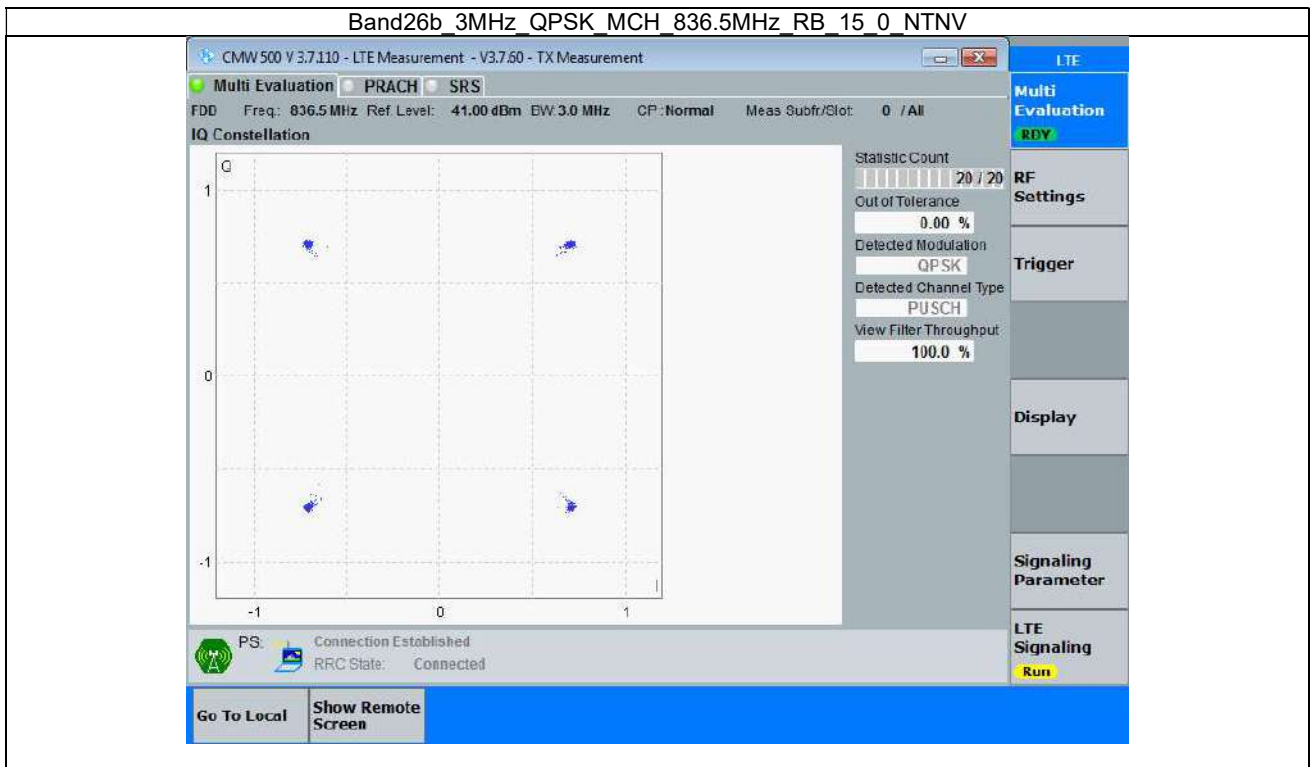 Band26b_3MHz_QPSK_MCH_836.5MHz_RB_15_0_NTNV
CMW 500 V 3.7.110 - LTE Measurement - V3.7.60 - TX Measurement
LTE
Multi Evaluation PRACH SRS
FDD Freq.: 836.5 MHz Ref. Level: 41.00 dBm BW: 3.0 MHz CP: Normal Meas Subfr/Slot: 0 / All
IQ Constellation
Multi
Evaluation
RDY
Q
1
0
-1
-1 0 1
I
Statistic Count
20 / 20
Out of Tolerance
0.00 %
Detected Modulation
QPSK
Detected Channel Type
PUSCH
View Filter Throughput
100.0 %
RF
Settings
Trigger
Display
Signaling
Parameter
LTE
Signaling
Run
PS: Connection Established
RRC State: Connected
Go To Local
Show Remote
Screen